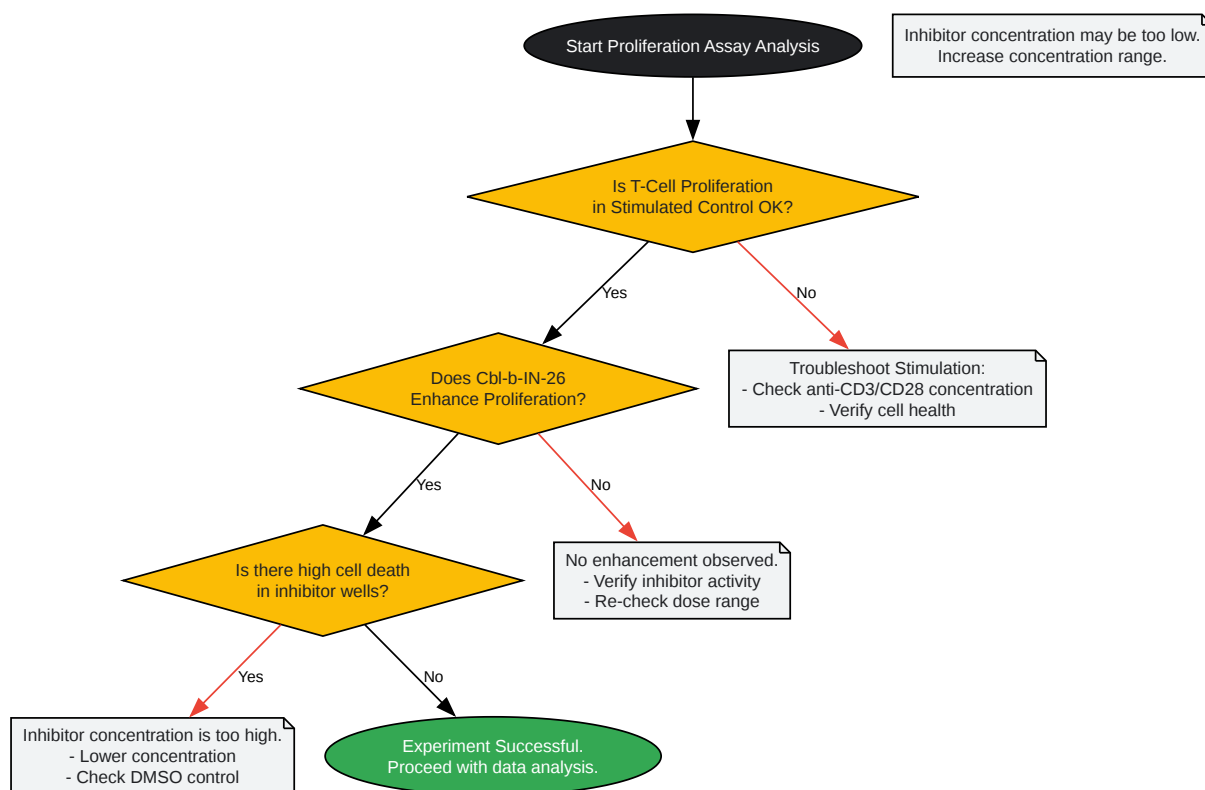 Start Proliferation Assay Analysis
Inhibitor concentration may be too low.
Increase concentration range.
Is T-Cell Proliferation
in Stimulated Control OK?
Yes
No
Does Cbl-b-IN-26
Enhance Proliferation?
Troubleshoot Stimulation:
- Check anti-CD3/CD28 concentration
- Verify cell health
Yes
No
Is there high cell death
in inhibitor wells?
No enhancement observed.
- Verify inhibitor activity
- Re-check dose range
Yes
No
Inhibitor concentration is too high.
- Lower concentration
- Check DMSO control
Experiment Successful.
Proceed with data analysis.